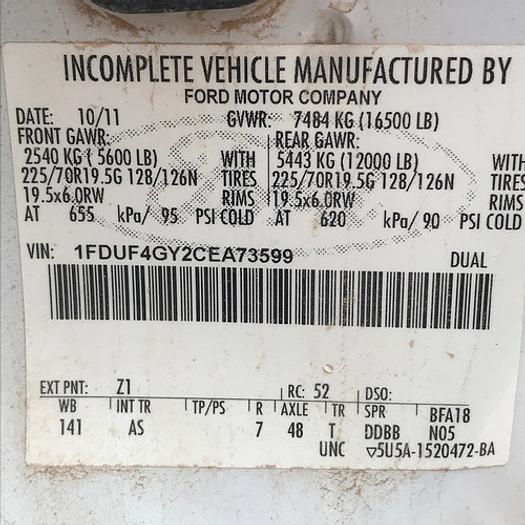 INCOMPLETE VEHICLE MANUFACTURED BY
FORD MOTOR COMPANY
DATE: 10/11 GVWR: 7484 KG (16500 LB)
FRONT GAWR: REAR GAWR:
2540 KG ( 5600 LB) WITH 5443 KG (12000 LB) WITH
225/70R19.5G 128/126N TIRES 225/70R19.5G 128/126N TIRES
19.5x6.0RW RIMS 19.5x6.0RW RIMS
AT 655 kPa/ 95 PSI COLD AT 620 kPa/ 90 PSI COLD
VIN: 1FDUF4GY2CEA73599 DUAL
EXT PNT: Z1 RC: 52 DSO:
WB INT TR TP/PS R AXLE TR SPR BFA18
141 AS 7 48 T DDBB N05
UNC ▽5U5A-1520472-BA